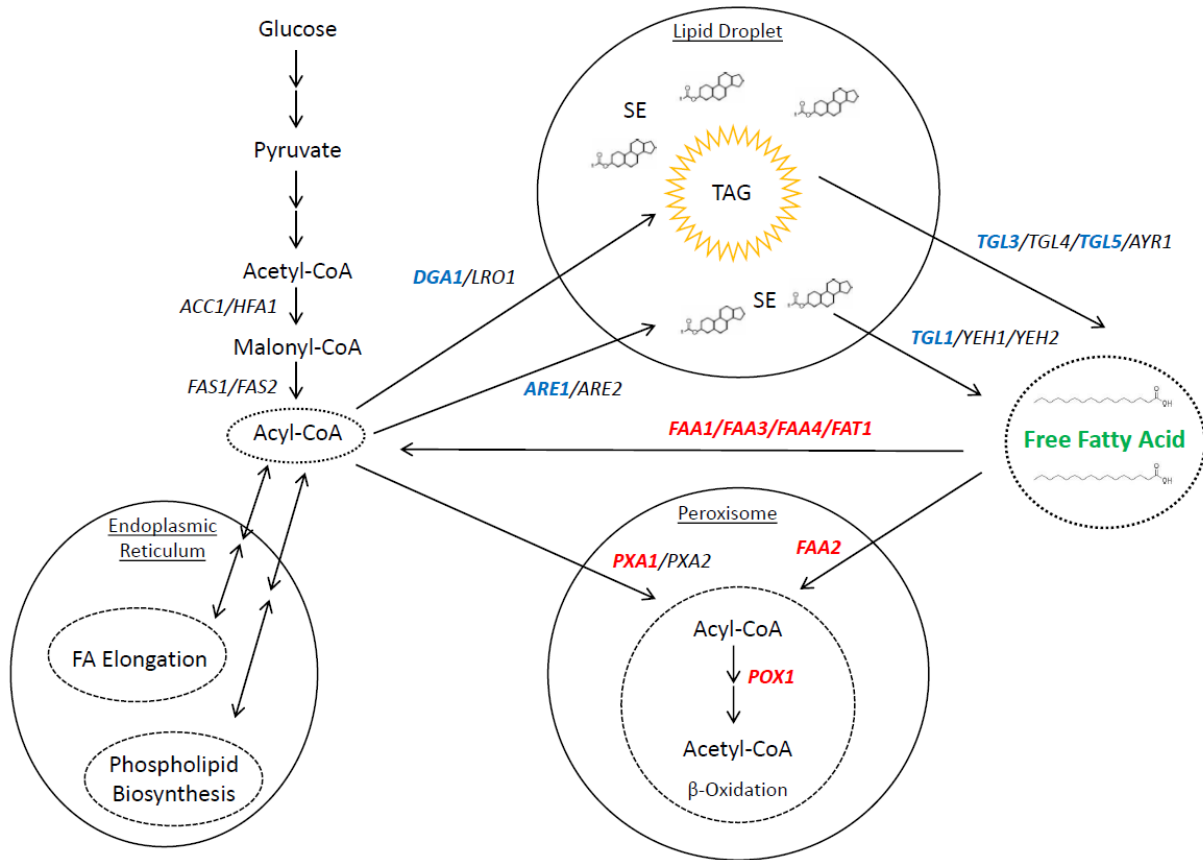 Glucose
Pyruvate
Acetyl-CoA
ACC1/HFA1
Malonyl-CoA
FAS1/FAS2
Acyl-CoA
Lipid Droplet
SE
TAG
SE
DGA1/LRO1
ARE1/ARE2
TGL3/TGL4/TGL5/AYR1
TGL1/YEH1/YEH2
OH
Free Fatty Acid
OH
FAA1/FAA3/FAA4/FAT1
Endoplasmic
Reticulum
FA Elongation
Phospholipid
Biosynthesis
Peroxisome
PXA1/PXA2
FAA2
Acyl-CoA
POX1
Acetyl-CoA
β-Oxidation